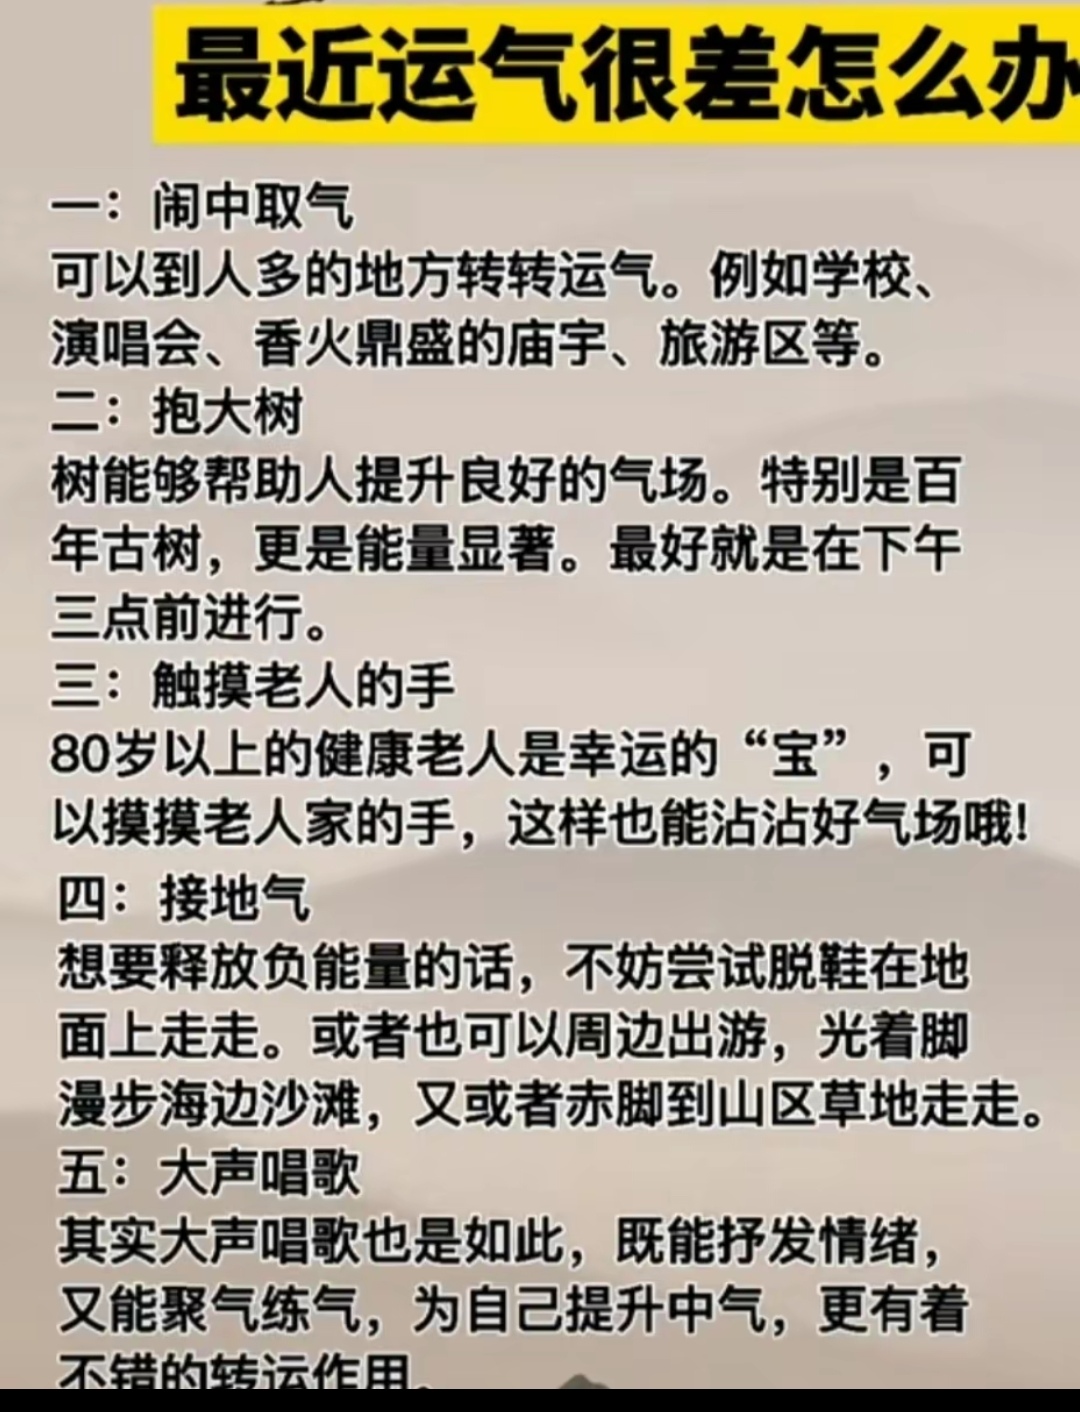 最近运气很差怎么办
一：闹中取气
可以到人多的地方转转运气。例如学校、
演唱会、香火鼎盛的庙宇、旅游区等。
二：抱大树
树能够帮助人提升良好的气场。特别是百
年古树，更是能量显著。最好就是在下午
三点前进行。
三：触摸老人的手
80岁以上的健康老人是幸运的“宝”，可
以摸摸老人家的手，这样也能沾沾好气场哦！
四：接地气
想要释放负能量的话，不妨尝试脱鞋在地
面上走走。或者也可以周边出游，光着脚
漫步海边沙滩，又或者赤脚到山区草地走走。
五：大声唱歌
其实大声唱歌也是如此，既能抒发情绪，
又能聚气练气，为自己提升中气，更有着
不错的转运作用。